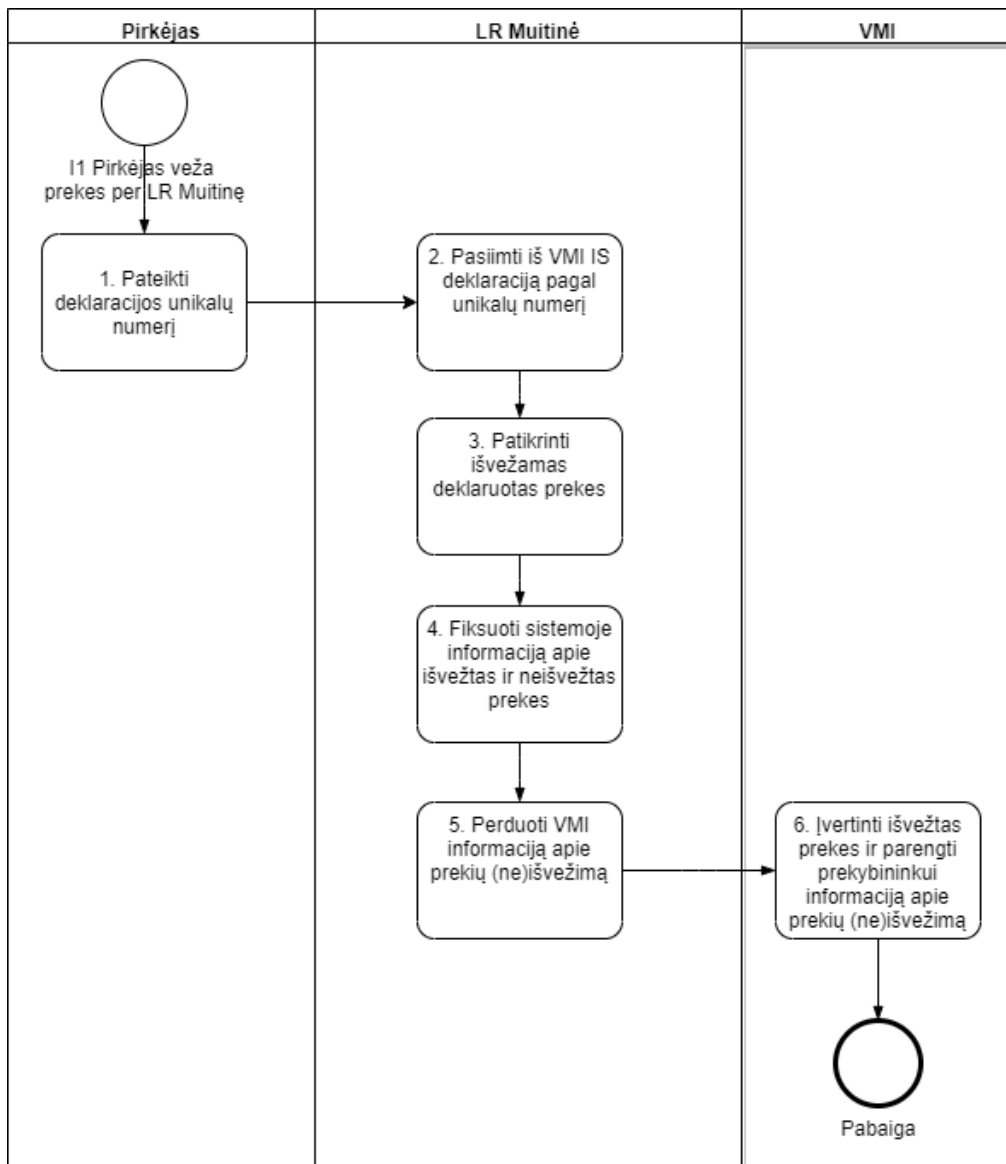 Pirkėjas
LR Muitinė
VMI
I1 Pirkėjas veža
prekes per LR Muitinę
1. Pateikti
deklaracijos unikalų
numerį
2. Pasiimti iš VMI IS
deklaraciją pagal
unikalų numerį
3. Patikrinti
išvežamas
deklaruotas prekes
4. Fiksuoti sistemoje
informaciją apie
išvežtas ir neišvežtas
prekes
5. Perduoti VMI
informaciją apie
prekių (ne)išvežimą
6. Įvertinti išvežtas
prekes ir parengti
prekybininkui
informaciją apie
prekių (ne)išvežimą
Pabaiga